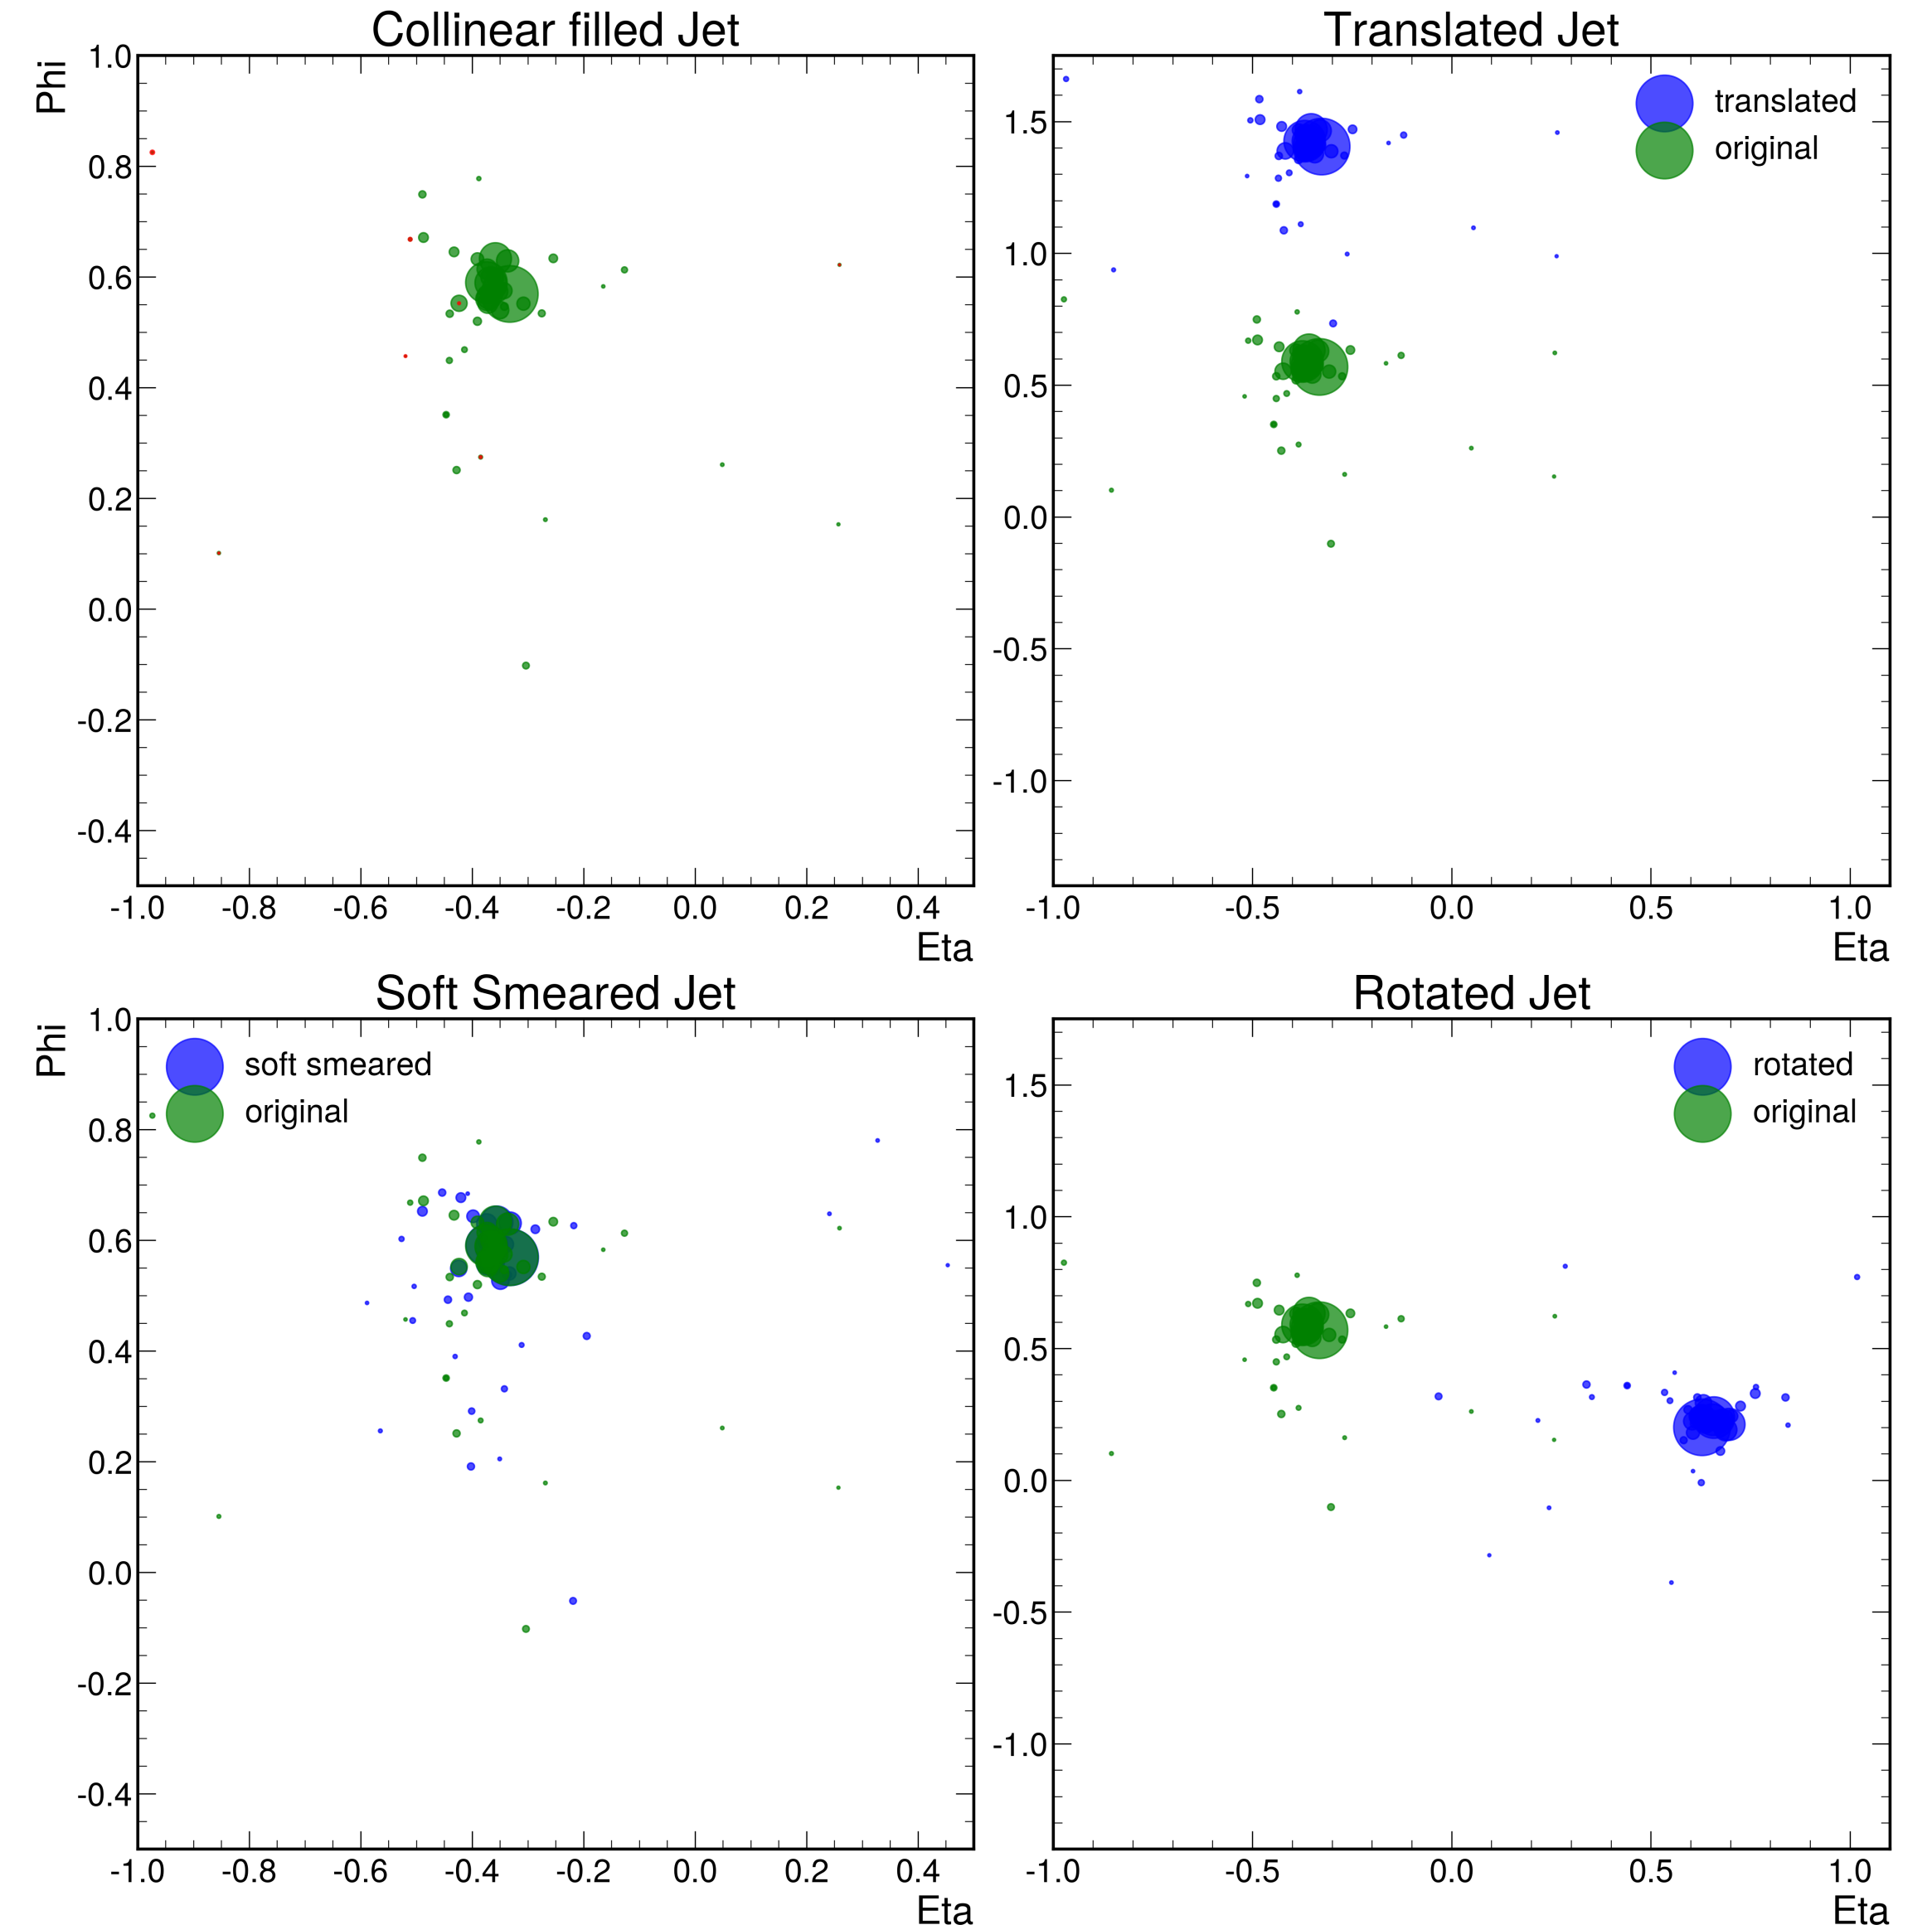 Collinear filled Jet
Phi
1.0
0.8
0.6
0.4
0.2
0.0
-0.2
-0.4
-1.0 -0.8 -0.6 -0.4 -0.2 0.0 0.2 0.4
Eta
Translated Jet
translated
original
1.5
1.0
0.5
0.0
-0.5
-1.0
-1.0 -0.5 0.0 0.5 1.0
Eta
Soft Smeared Jet
Phi
soft smeared
original
1.0
0.8
0.6
0.4
0.2
0.0
-0.2
-0.4
-1.0 -0.8 -0.6 -0.4 -0.2 0.0 0.2 0.4
Eta
Rotated Jet
rotated
original
1.5
1.0
0.5
0.0
-0.5
-1.0
-1.0 -0.5 0.0 0.5 1.0
Eta